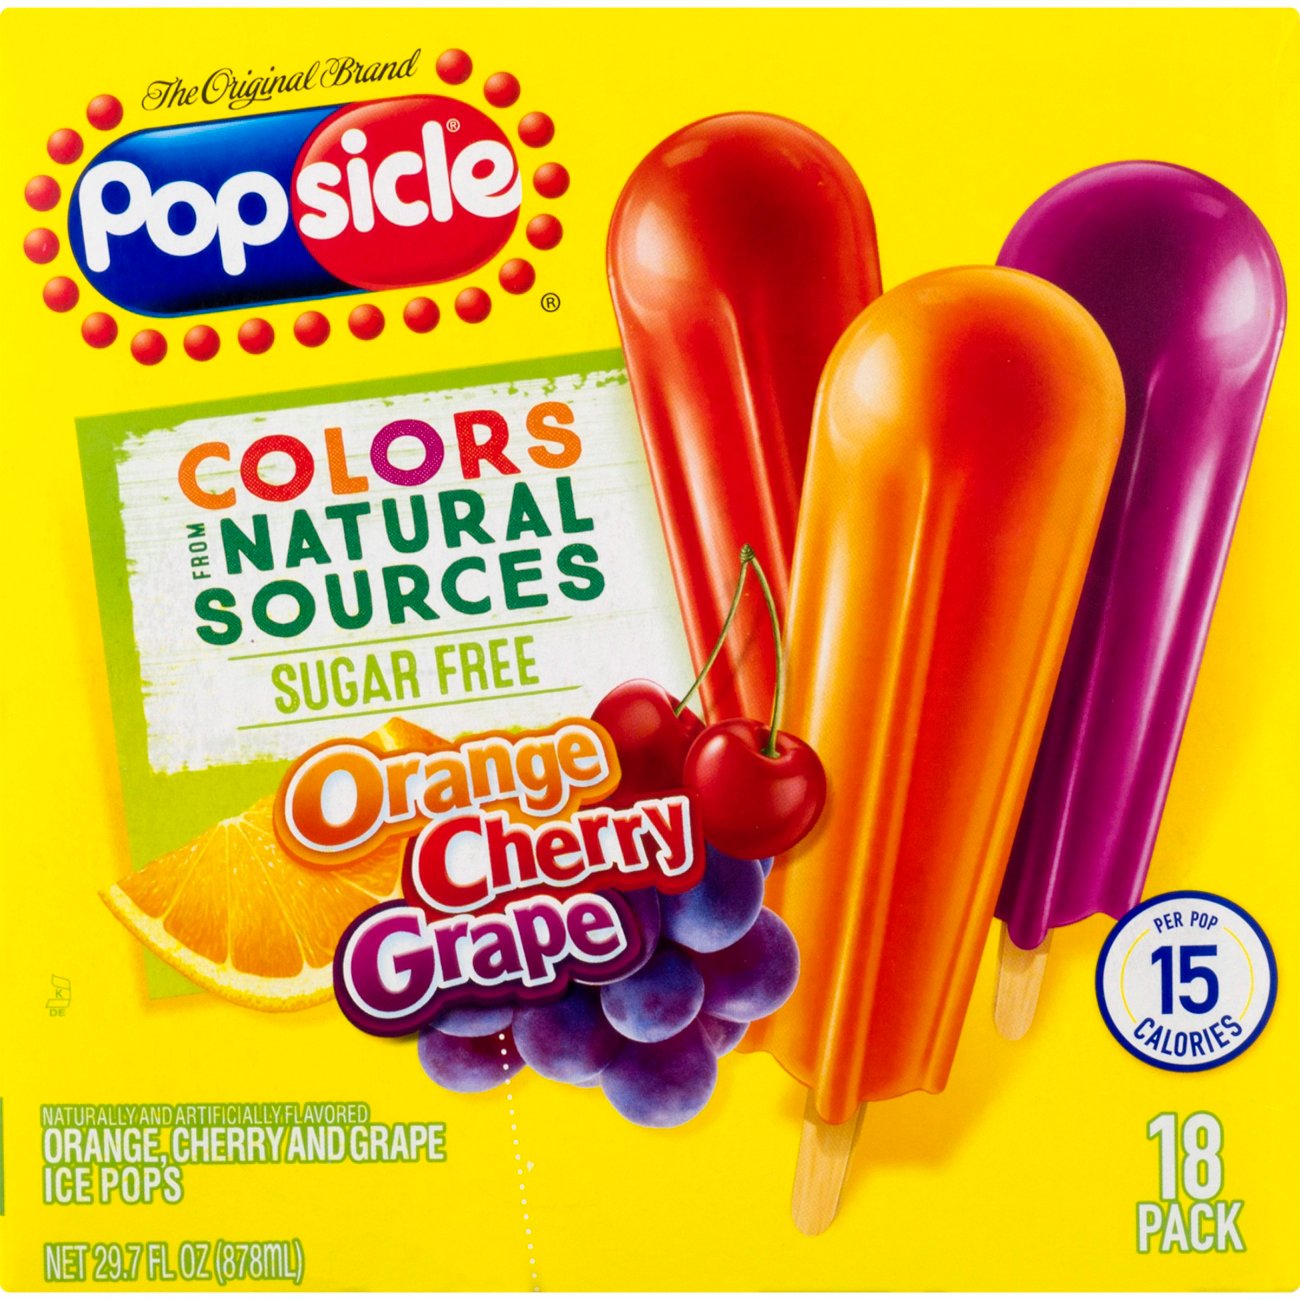 The Original Brand
Popsicle®
®
COLORS
FROM NATURAL
SOURCES
SUGAR FREE
Orange
Cherry
Grape
PER POP
15
CALORIES
K
DE
NATURALLY AND ARTIFICIALLY FLAVORED
ORANGE, CHERRY AND GRAPE
ICE POPS
NET 29.7 FL OZ (878mL)
18
PACK